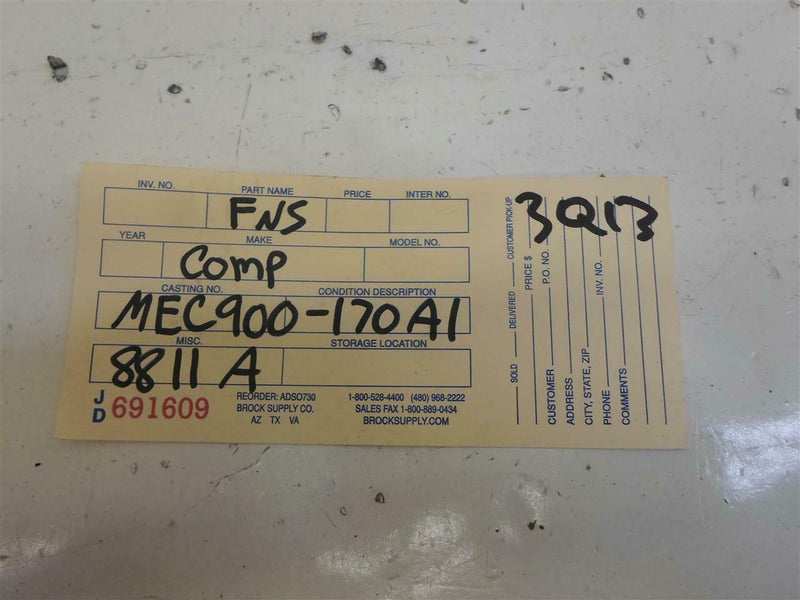 INV. NO. PART NAME PRICE INTER NO.
FNS
YEAR MAKE MODEL NO.
Comp
CASTING NO. CONDITION DESCRIPTION
MEC900-170A1
MISC. STORAGE LOCATION
8811A
JD 691609
REORDER: ADSO730
BROCK SUPPLY CO.
AZ TX VA
1-800-528-4400 (480) 968-2222
SALES FAX 1-800-889-0434
BROCKSUPPLY.COM
3Q13
SOLD DELIVERED CUSTOMER PICK-UP
PRICE $
CUSTOMER P.O. NO.
ADDRESS
CITY, STATE, ZIP
PHONE INV. NO.
COMMENTS